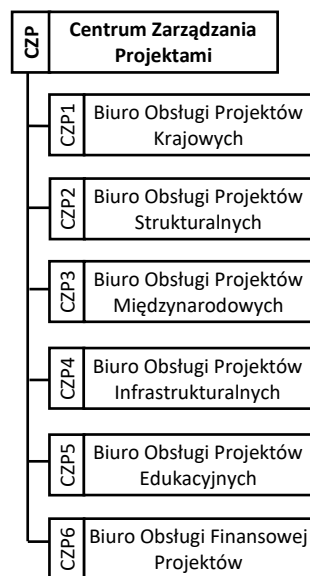 CZP
Centrum Zarządzania
Projektami
CZP1
Biuro Obsługi Projektów
Krajowych
CZP2
Biuro Obsługi Projektów
Strukturalnych
CZP3
Biuro Obsługi Projektów
Międzynarodowych
CZP4
Biuro Obsługi Projektów
Infrastrukturalnych
CZP5
Biuro Obsługi Projektów
Edukacyjnych
CZP6
Biuro Obsługi Finansowej
Projektów